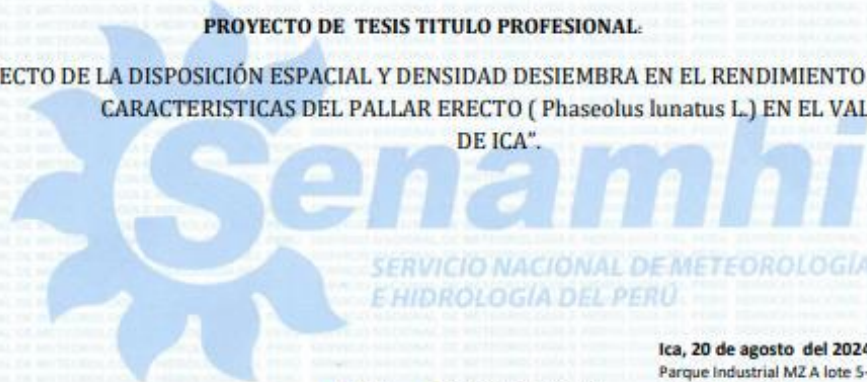 PROYECTO DE TESIS TITULO PROFESIONAL:
ECTO DE LA DISPOSICIÓN ESPACIAL Y DENSIDAD DESIEMBRA EN EL RENDIMIENTO
CARACTERISTICAS DEL PALLAR ERECTO ( Phaseolus lunatus L.) EN EL VAL
DE ICA".
Senamhi
SERVICIO NACIONAL DE METEOROLOGÍA
E HIDROLOGÍA DEL PERÚ
Ica, 20 de agosto del 2024
Parque Industrial MZ A lote 5-